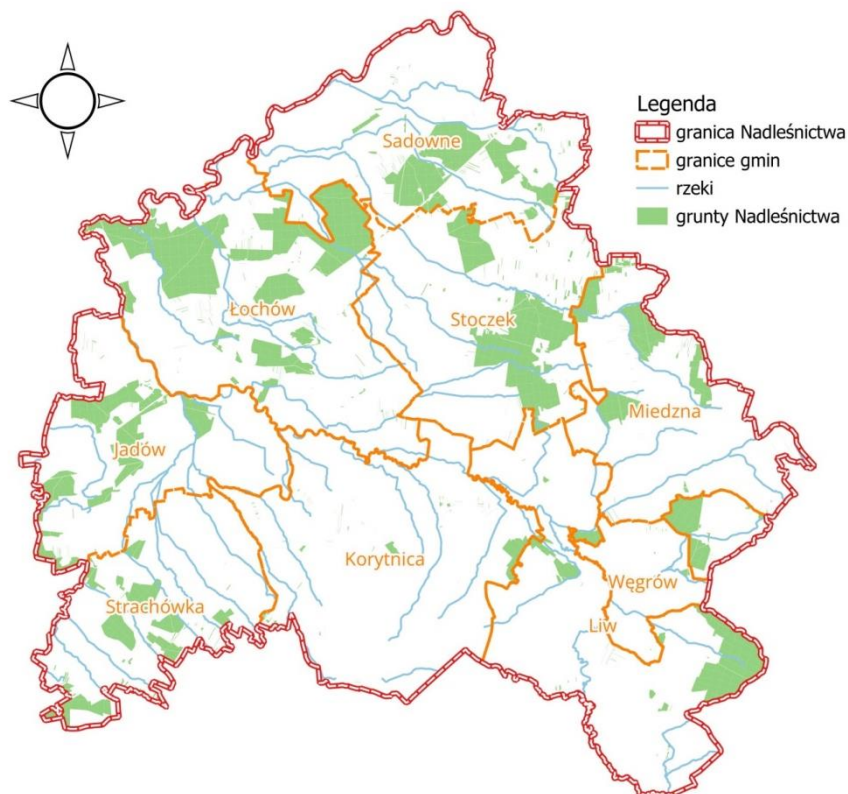 Legenda
granica Nadleśnictwa
granice gmin
rzeki
grunty Nadleśnictwa
Sadowne
Łochów
Stoczek
Miedzna
Jadów
Korytnica
Węgrów
Strachówka
Liw